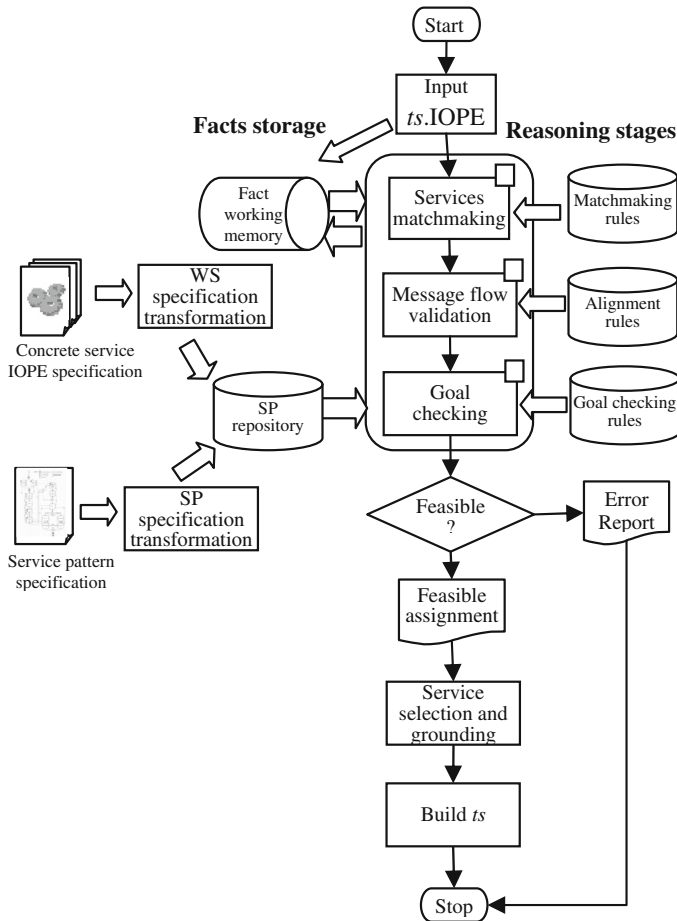 Start
Input
ts.IOPE
Facts storage
Reasoning stages
Fact
working
memory
Services
matchmaking
Matchmaking
rules
WS
specification
transformation
Message flow
validation
Alignment
rules
Concrete service
IOPE specification
SP
repository
Goal
checking
Goal checking
rules
SP
specification
transformation
Service pattern
specification
Feasible
?
Error
Report
Feasible
assignment
Service
selection and
grounding
Build ts
Stop